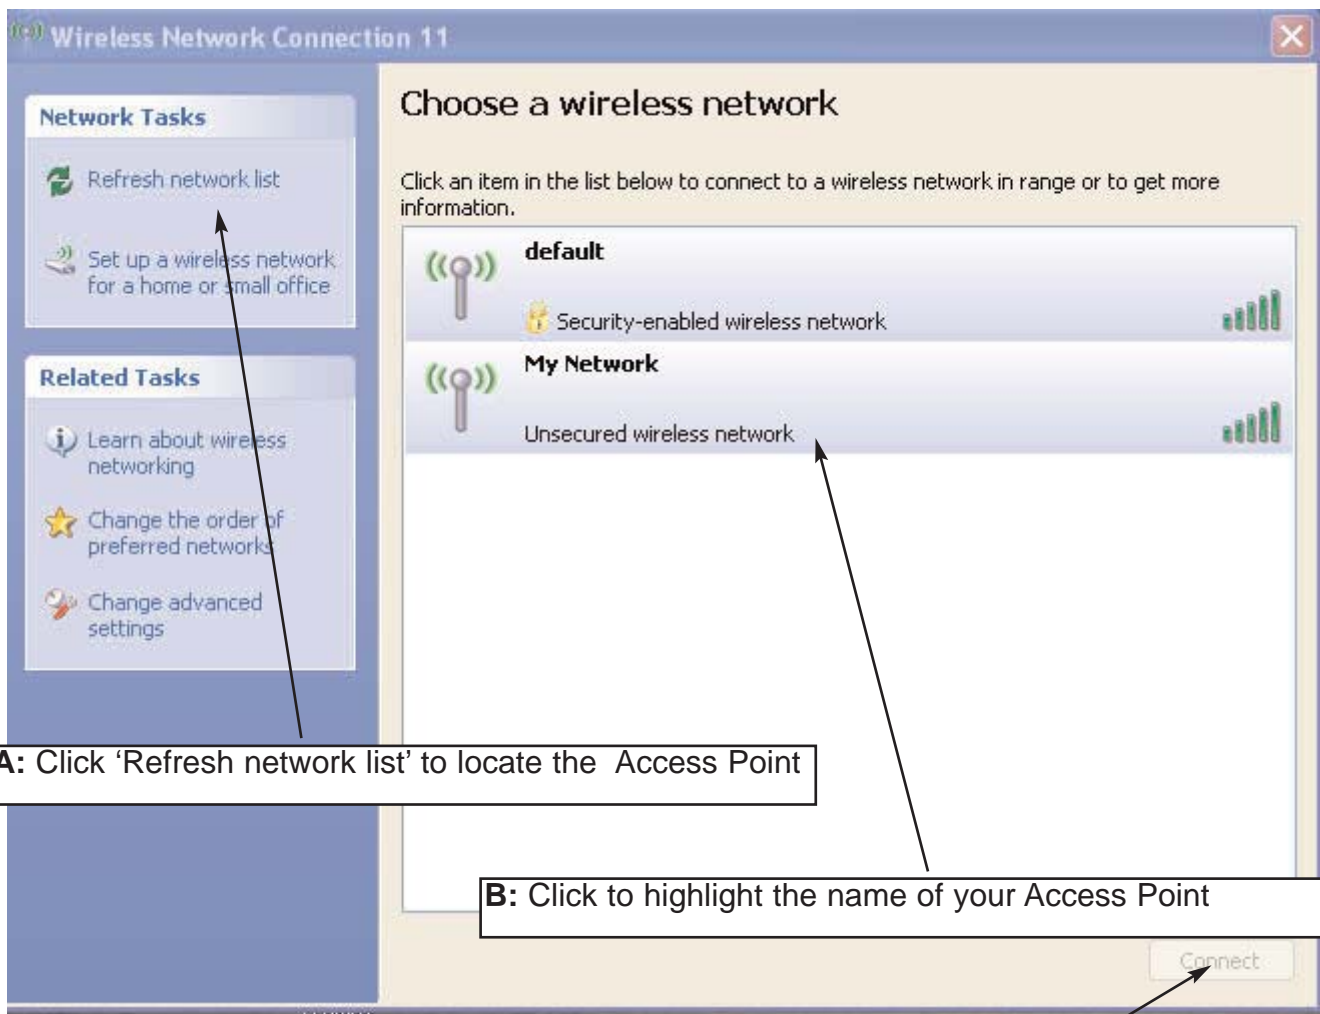 Wireless Network Connection 11
Network Tasks
Refresh network list
Set up a wireless network
for a home or small office
Related Tasks
Learn about wireless
networking
Change the order of
preferred networks
Change advanced
settings
Choose a wireless network
Click an item in the list below to connect to a wireless network in range or to get more
information.
default
Security-enabled wireless network
My Network
Unsecured wireless network
A: Click ‘Refresh network list’ to locate the Access Point
B: Click to highlight the name of your Access Point
Connect